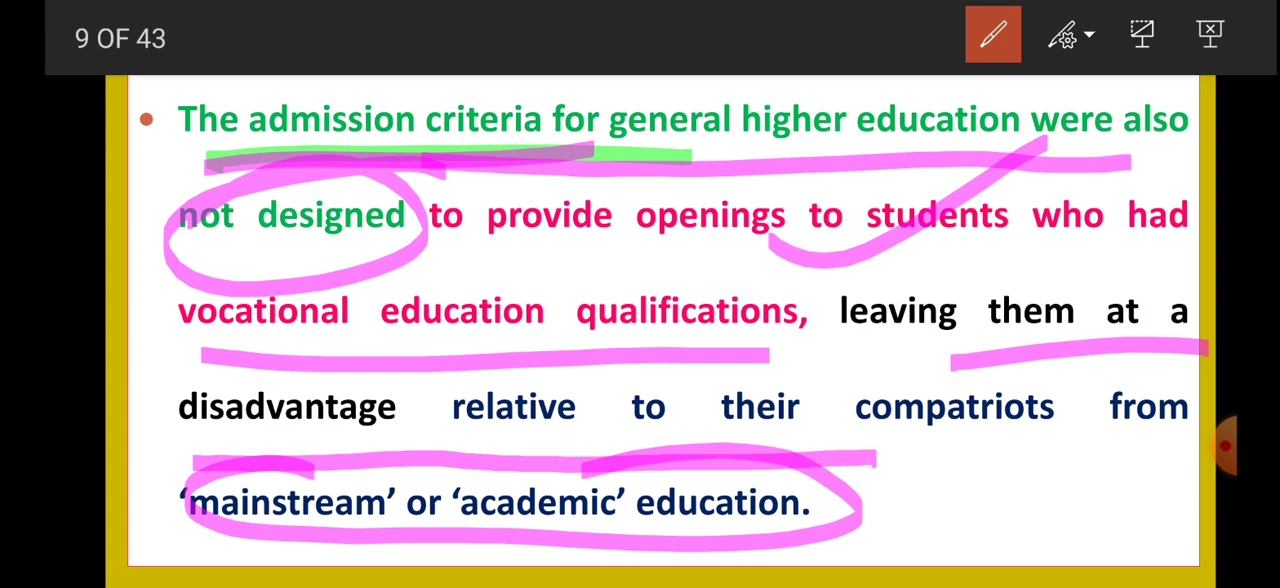 9 OF 43
• The admission criteria for general higher education were also
not designed to provide openings to students who had
vocational education qualifications, leaving them at a
disadvantage relative to their compatriots from
‘mainstream’ or ‘academic’ education.